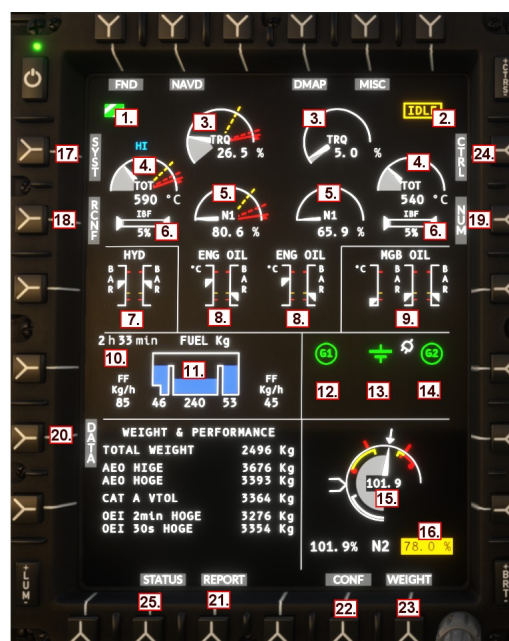 FND NAVD DMAP MISC
+CTRS-
1. IDLE 2.
3. 3.
HI TRQ 26.5 % TRQ 5.0 %
17. SYST 4. 4. CTRL 24.
TOT 590 °C TOT 540 °C
5. 5.
18. RCNF IBF 5% 6. N1 80.6 % N1 65.9 % IBF 5% 6. NUM 19.
HYD ENG OIL ENG OIL MGB OIL
BAR BAR °C BAR °C BAR °C BAR BAR
7. 8. 8. 9.
2 h 33 min FUEL Kg
10. 11. G1 G2
FF Kg/h 85 46 240 53 FF Kg/h 45
12. 13. 14.
20. DATA
WEIGHT & PERFORMANCE
TOTAL WEIGHT 2496 Kg
AEO HIGE 3676 Kg
AEO HOGE 3393 Kg
CAT A VTOL 3364 Kg
OEI 2min HOGE 3276 Kg
OEI 30s HOGE 3354 Kg
101.9
15.
16.
101.9% N2 78.0 %
+LUM- STATUS REPORT CONF WEIGHT +BRT-
25. 21. 22. 23.